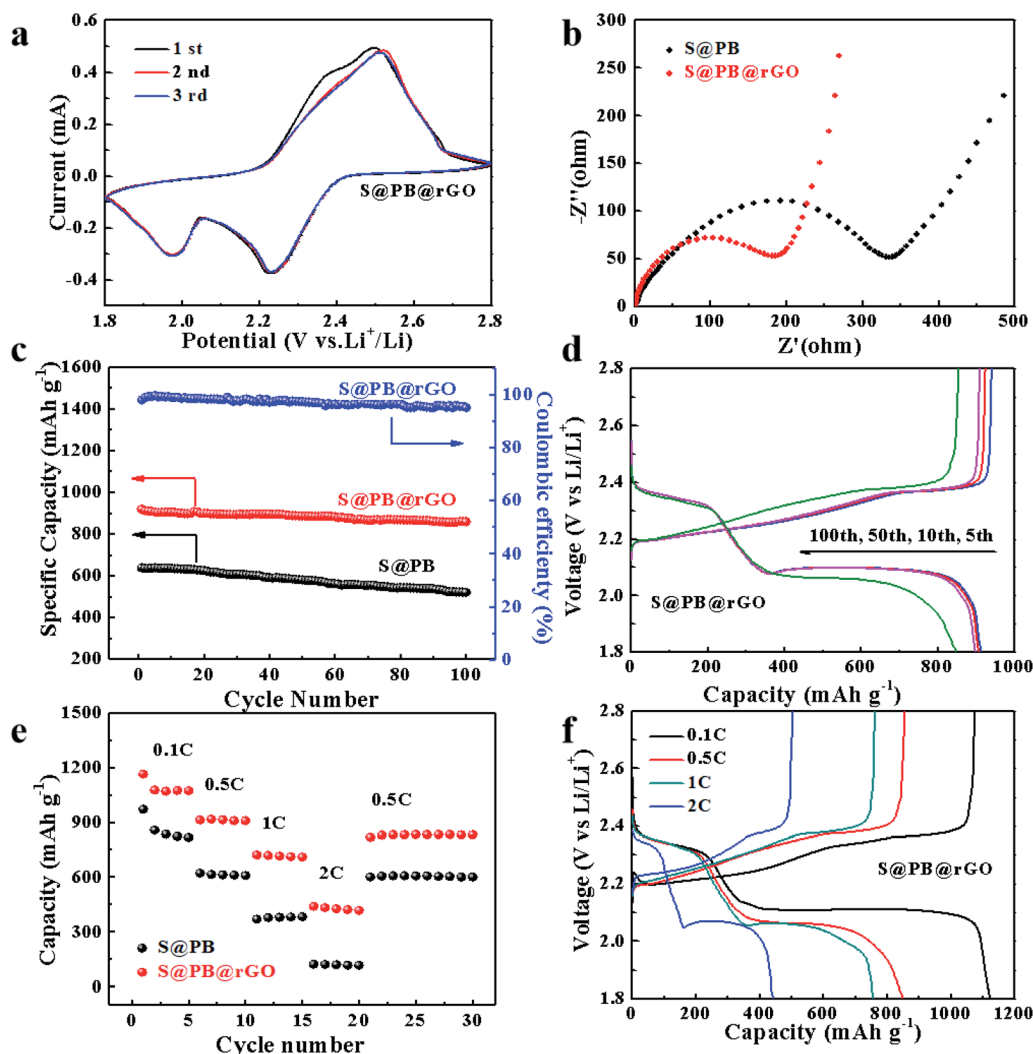 a
1 st
2 nd
3 rd
S@PB@rGO
Current (mA)
0.6
0.4
0.2
0.0
-0.2
-0.4
1.8 2.0 2.2 2.4 2.6 2.8
Potential (V vs.Li⁺/Li)
b
S@PB
S@PB@rGO
-Z''(ohm)
300
250
200
150
100
50
0
0 100 200 300 400 500
Z'(ohm)
c
S@PB@rGO
S@PB@rGO
S@PB
Specific Capacity (mAh g⁻¹)
1600
1400
1200
1000
800
600
400
200
0 20 40 60 80 100
Cycle Number
100
80
60
40
20
0
Coulombic efficienty (%)
d
100th, 50th, 10th, 5th
S@PB@rGO
Voltage (V vs Li/Li⁺)
2.8
2.6
2.4
2.2
2.0
1.8
0 200 400 600 800 1000
Capacity (mAh g⁻¹)
e
0.1C
0.5C
1C
2C
0.5C
S@PB
S@PB@rGO
Capacity (mAh g⁻¹)
1500
1200
900
600
300
0
0 5 10 15 20 25 30
Cycle number
f
0.1C
0.5C
1C
2C
S@PB@rGO
Voltage (V vs Li/Li⁺)
2.8
2.6
2.4
2.2
2.0
1.8
0 200 400 600 800 1000 1200
Capacity (mAh g⁻¹)